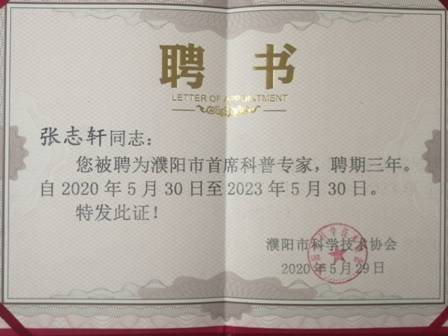 聘书
LETTER OF APPOINTMENT
张志轩同志：
您被聘为濮阳市首席科普专家，聘期三年。
自2020年5月30日至2023年5月30日。
特发此证！
濮阳市科学技术协会
2020年5月29日